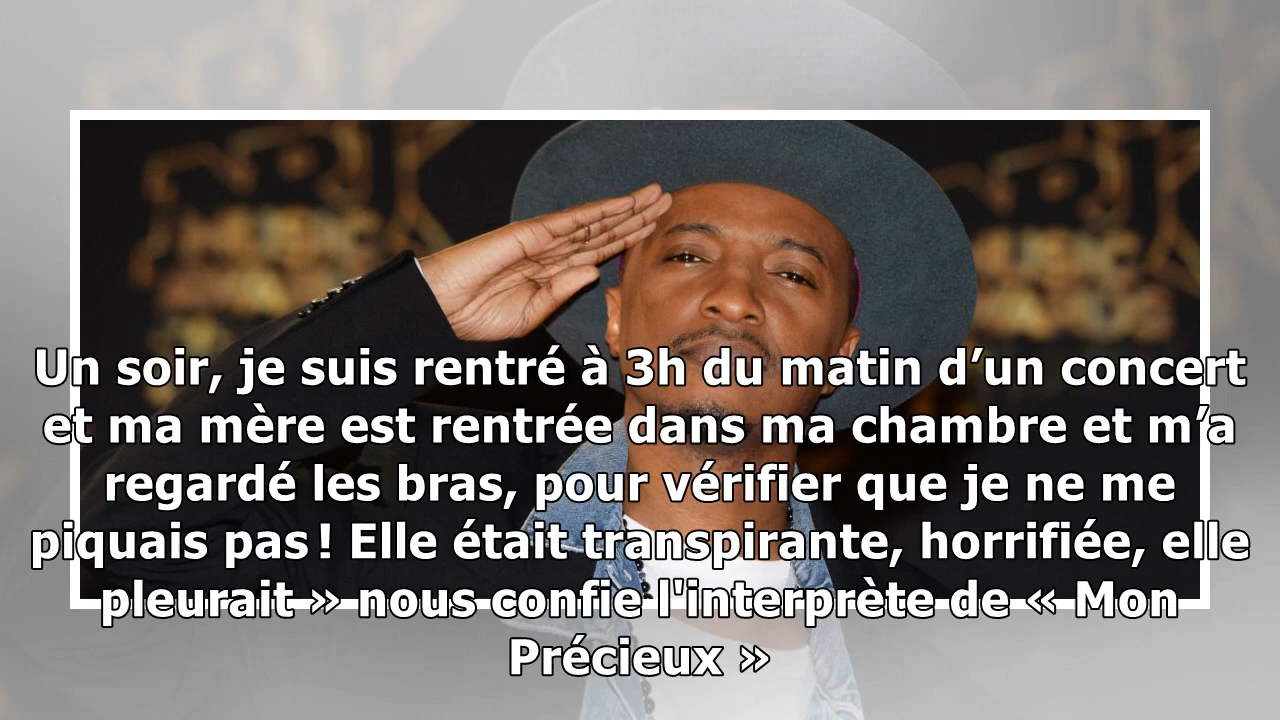 Un soir, je suis rentré à 3h du matin d’un concert
et ma mère est rentrée dans ma chambre et m’a
regardé les bras, pour vérifier que je ne me
piquais pas ! Elle était transpirante, horrifiée, elle
pleurait » nous confie l'interprète de « Mon
Précieux »